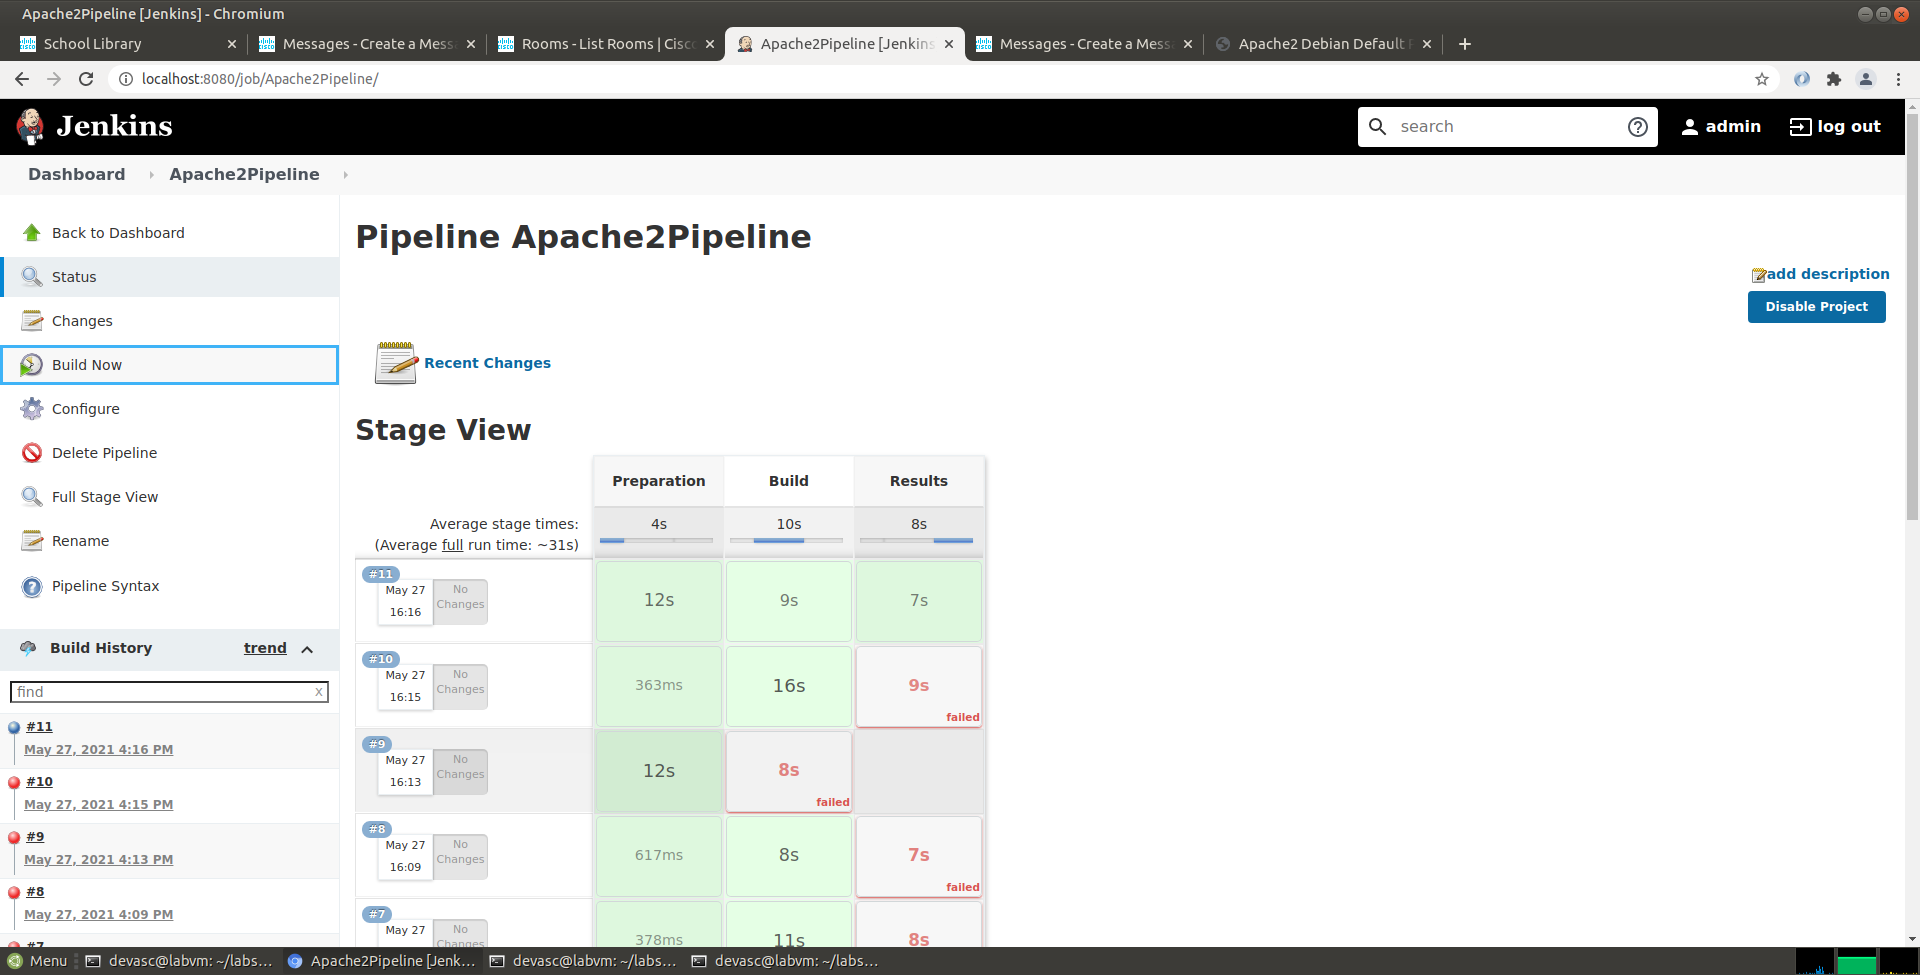 Apache2Pipeline [Jenkins] - Chromium
School Library
Messages - Create a Mess
Rooms - List Rooms | Cisc
Apache2Pipeline [Jenkins
Messages - Create a Mess
Apache2 Debian Default
localhost:8080/job/Apache2Pipeline/
Jenkins
search
admin
log out
Dashboard
Apache2Pipeline
Back to Dashboard
Status
Changes
Build Now
Configure
Delete Pipeline
Full Stage View
Rename
Pipeline Syntax
Build History
trend
find
x
#11
May 27, 2021 4:16 PM
#10
May 27, 2021 4:15 PM
#9
May 27, 2021 4:13 PM
#8
May 27, 2021 4:09 PM
#7
Pipeline Apache2Pipeline
add description
Disable Project
Recent Changes
Stage View
Preparation Build Results
Average stage times:
(Average full run time: ~31s)
4s 10s 8s
#11
May 27
16:16
No
Changes
12s 9s 7s
#10
May 27
16:15
No
Changes
363ms 16s 9s
failed
#9
May 27
16:13
No
Changes
12s 8s
failed
#8
May 27
16:09
No
Changes
617ms 8s 7s
failed
#7
May 27
No
Changes
378ms 11s 8s
Menu
devasc@labvm: ~/labs...
Apache2Pipeline [Jenk...
devasc@labvm: ~/labs...
devasc@labvm: ~/labs...